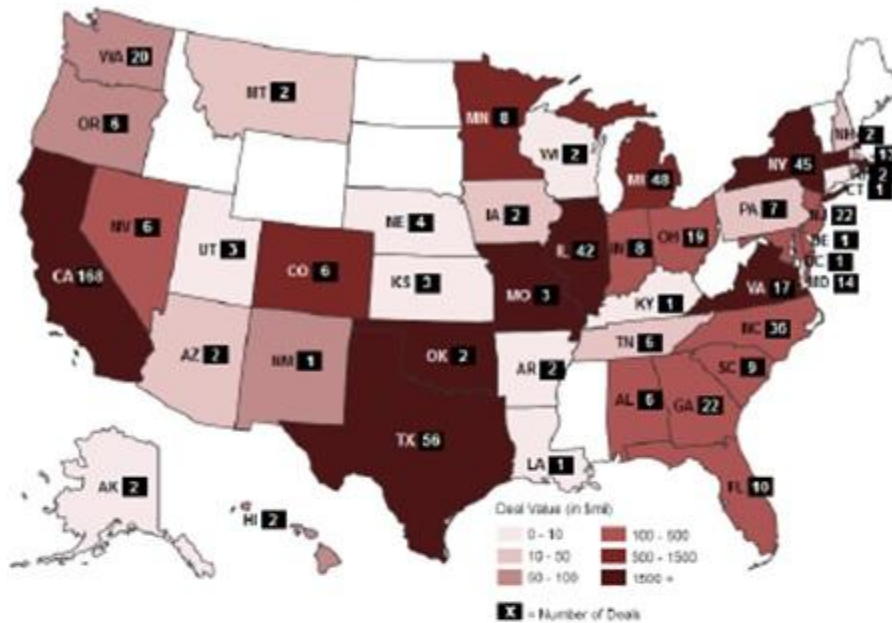 WA 20
MT 2
OR 6
MN 8
NH 2
WI 2
NY 45
MI 48
CT 1
IA 2
PA 7
NJ 22
NE 4
NV 6
OH 19
IN 8
IL 42
DE 1
UT 3
CO 6
DC 1
CA 168
KS 3
MO 3
MD 14
VA 17
KY 1
NC 36
TN 6
AZ 2
NM 1
OK 2
AR 2
SC 9
AL 6
GA 22
TX 56
LA 1
AK 2
FL 10
HI 2
Deal Value (in $mil)
0 - 10
100 - 500
10 - 50
500 - 1500
50 - 100
1500 +
X = Number of Deals